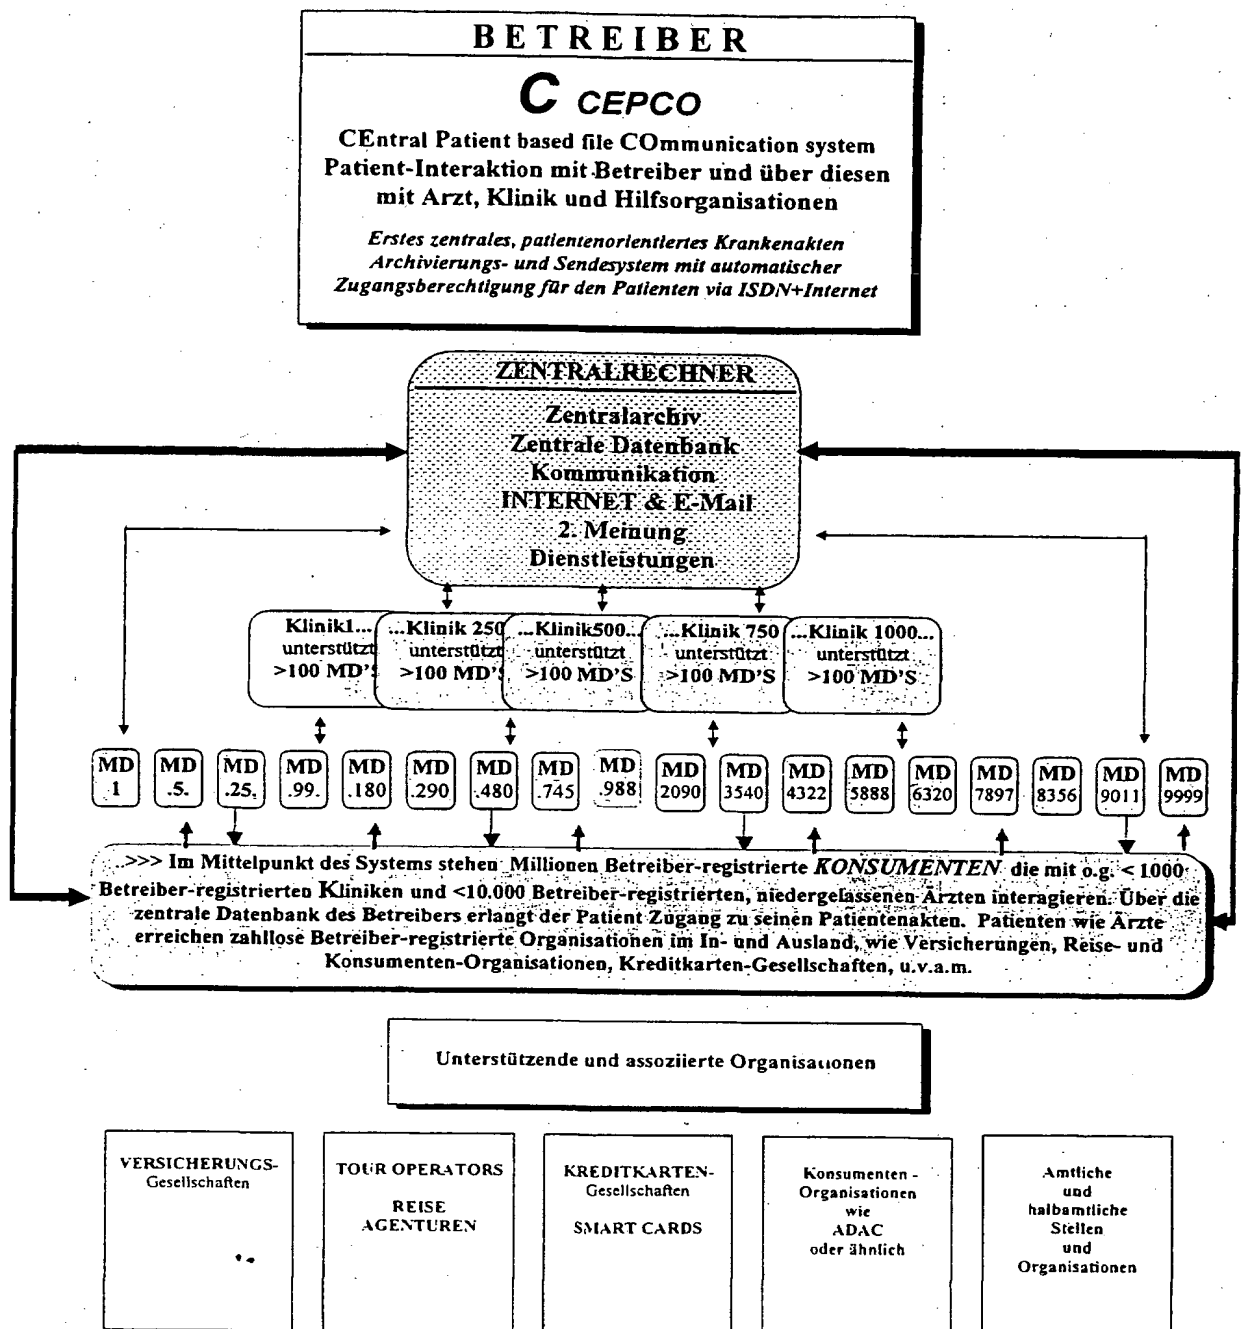 BETREIBER
C CEPCO
CEntral Patient based file COmmunication system
Patient-Interaktion mit Betreiber und über diesen
mit Arzt, Klinik und Hilfsorganisationen
Erstes zentrales, patientenorientiertes Krankenakten
Archivierungs- und Sendesystem mit automatischer
Zugangsberechtigung für den Patienten via ISDN+Internet
ZENTRALRECHNER
Zentralarchiv
Zentrale Datenbank
Kommunikation
INTERNET & E-Mail
2. Meinung
Dienstleistungen
Klinik1...
unterstützt
>100 MD'S
...Klinik 250
unterstützt
>100 MD'S
...Klinik500...
unterstützt
>100 MD'S
...Klinik 750
unterstützt
>100 MD'S
...Klinik 1000...
unterstützt
>100 MD'S
MD
1
MD
.5.
MD
.25.
MD
.99.
MD
.180
MD
.290
MD
.480
MD
.745
MD
.988
MD
2090
MD
3540
MD
4322
MD
5888
MD
6320
MD
7897
MD
8356
MD
9011
MD
9999
..>>> Im Mittelpunkt des Systems stehen Millionen Betreiber-registrierte KONSUMENTEN die mit o.g. < 1000
Betreiber-registrierten Kliniken und <10.000 Betreiber-registrierten, niedergelassenen Ärzten interagieren. Über die
zentrale Datenbank des Betreibers erlangt der Patient Zugang zu seinen Patientenakten. Patienten wie Ärzte
erreichen zahllose Betreiber-registrierte Organisationen im In- und Ausland, wie Versicherungen, Reise- und
Konsumenten-Organisationen, Kreditkarten-Gesellschaften, u.v.a.m.
Unterstützende und assoziierte Organisationen
VERSICHERUNGS-
Gesellschaften
TOUR OPERATORS
REISE
AGENTUREN
KREDITKARTEN-
Gesellschaften
SMART CARDS
Konsumenten -
Organisationen
wie
ADAC
oder ähnlich
Amtliche
und
halbamtliche
Stellen
und
Organisationen